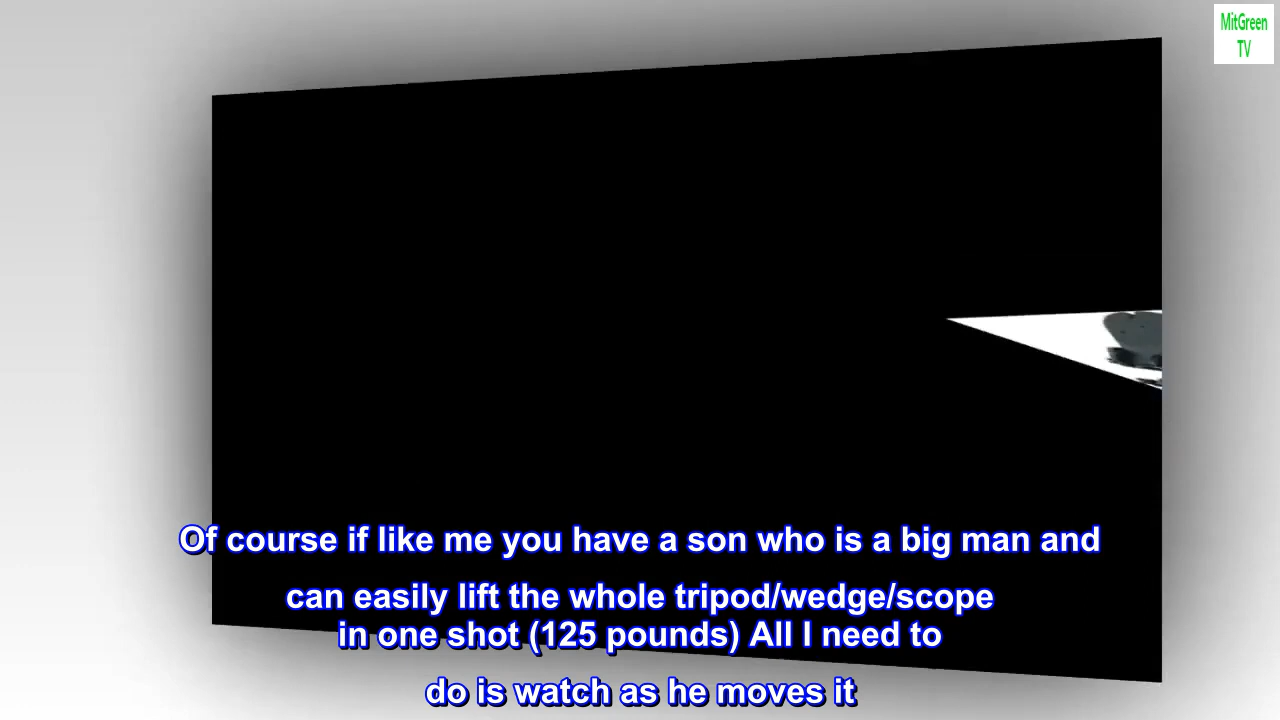 MitGreen
TV
Of course if like me you have a son who is a big man and
can easily lift the whole tripod/wedge/scope
in one shot (125 pounds) All I need to
do is watch as he moves it